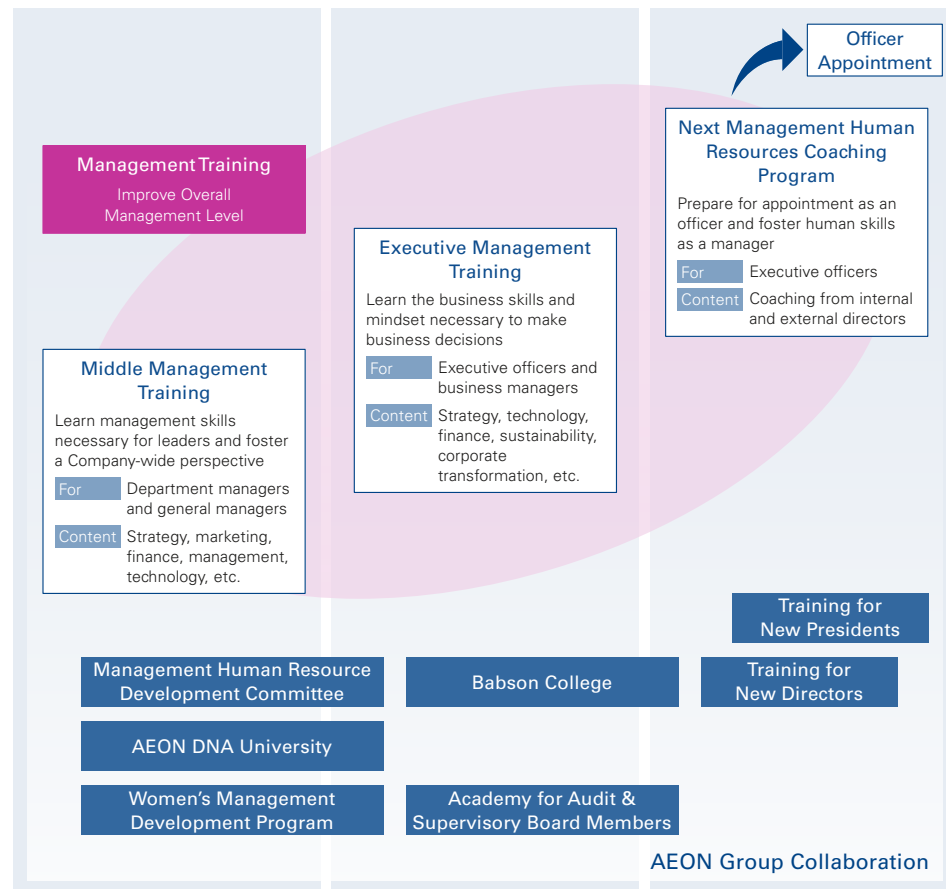 Officer
Appointment
Management Training
Improve Overall
Management Level
Next Management Human
Resources Coaching
Program
Prepare for appointment as an
officer and foster human skills
as a manager
For Executive officers
Content Coaching from internal
and external directors
Executive Management
Training
Learn the business skills and
mindset necessary to make
business decisions
For Executive officers and
business managers
Content Strategy, technology,
finance, sustainability,
corporate
transformation, etc.
Middle Management
Training
Learn management skills
necessary for leaders and foster
a Company-wide perspective
For Department managers
and general managers
Content Strategy, marketing,
finance, management,
technology, etc.
Training for
New Presidents
Management Human Resource
Development Committee
Babson College
Training for
New Directors
AEON DNA University
Women's Management
Development Program
Academy for Audit &
Supervisory Board Members
AEON Group Collaboration